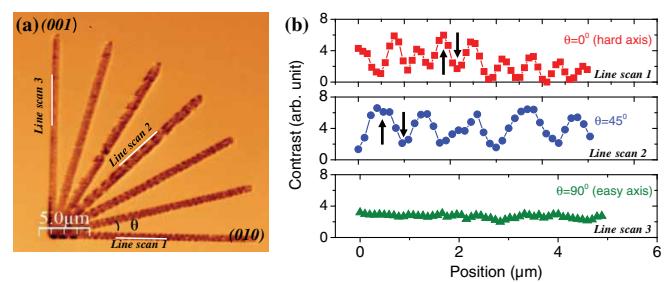 (a)
(001)
Line scan 3
Line scan 2
5.0μm
θ
Line scan 1
(010)
(b)
Contrast (arb. unit)
8
4
0
θ=0⁰ (hard axis)
Line scan 1
8
4
0
θ=45⁰
Line scan 2
8
4
0
θ=90⁰ (easy axis)
Line scan 3
0 2 4 6
Position (μm)